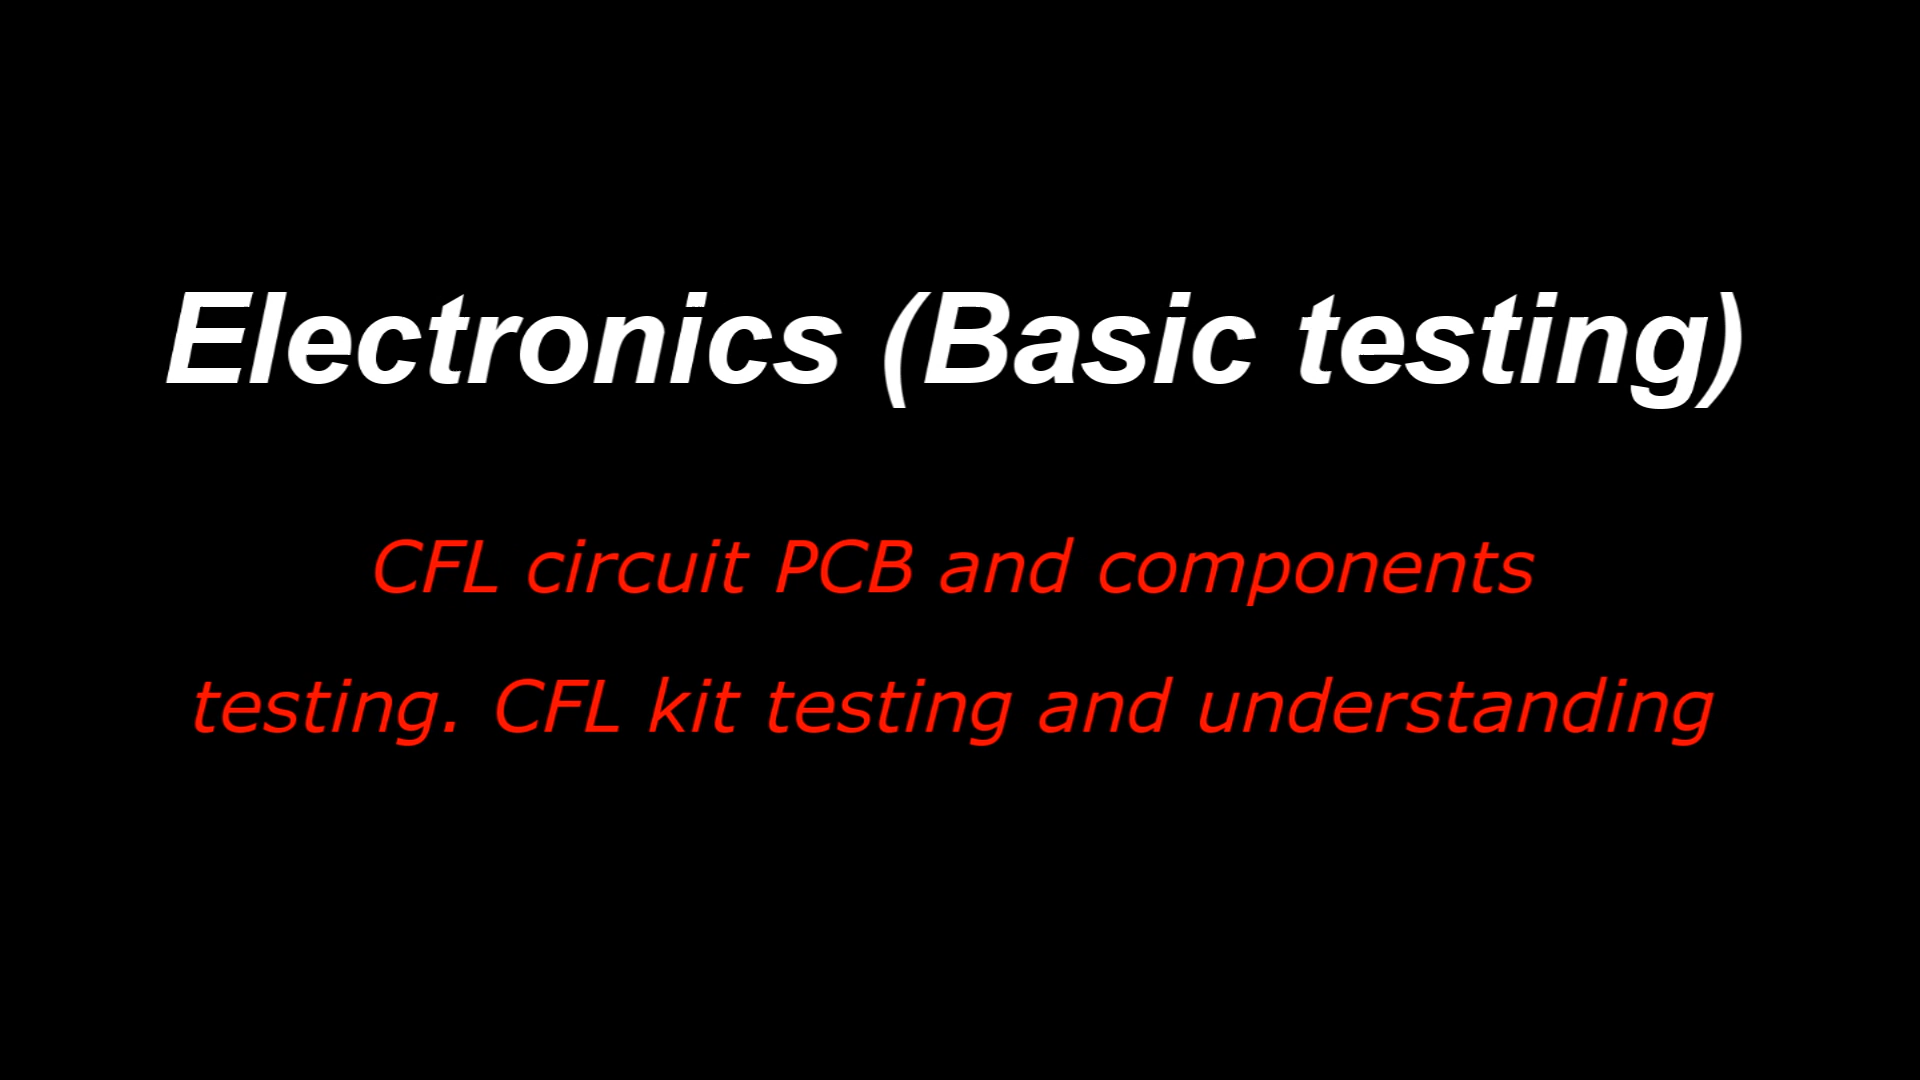 Electronics (Basic testing)
CFL circuit PCB and components
testing. CFL kit testing and understanding